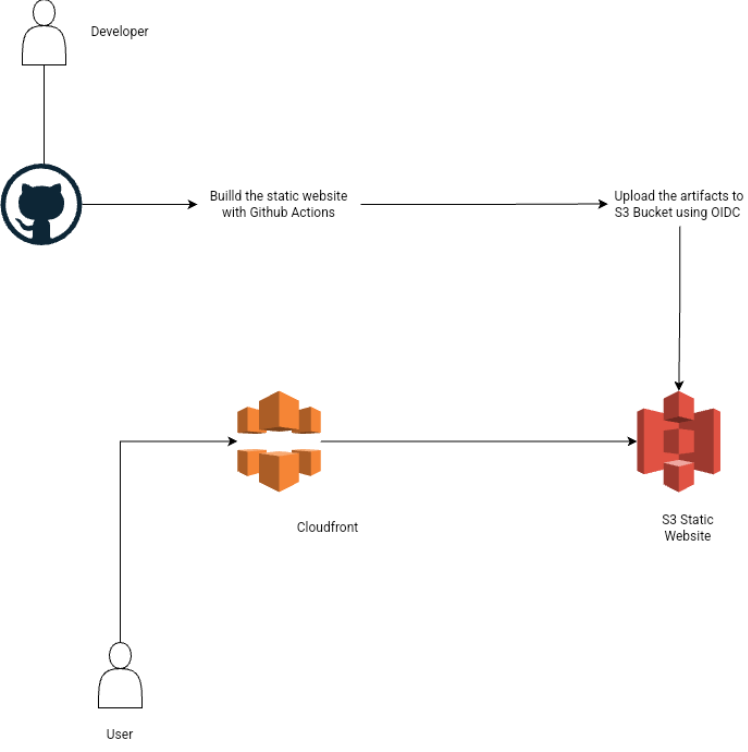 Developer
Builld the static website
with Github Actions
Upload the artifacts to
S3 Bucket using OIDC
Cloudfront
S3 Static
Website
User